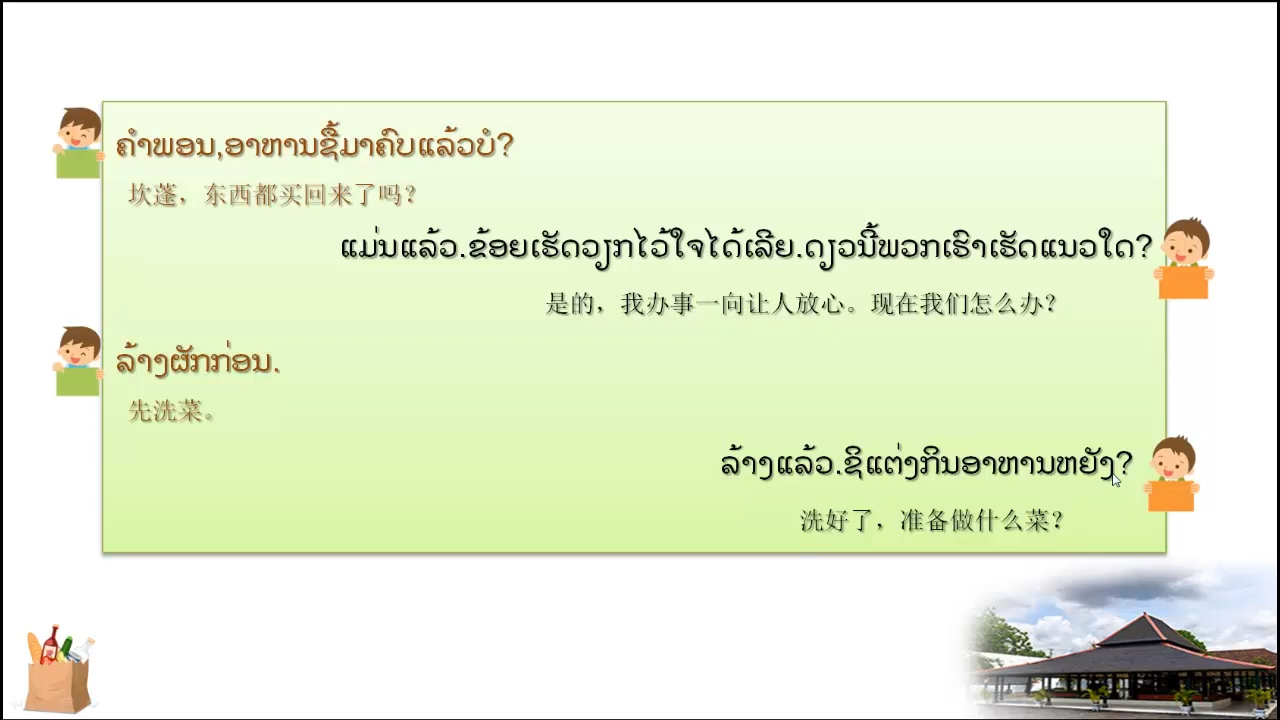 ຄຳພອນ,ອາຫານຊື້ມາຄົບແລ້ວບໍ?
坎蓬，东西都买回来了吗？
ແມ່ນແລ້ວ.ຂ້ອຍເຮັດວຽກໄວ້ໃຈໄດ້ເລີຍ.ດຽວນີ້ພວກເຮົາເຮັດແນວໃດ?
是的，我办事一向让人放心。现在我们怎么办？
ລ້າງຜັກກ່ອນ.
先洗菜。
ລ້າງແລ້ວ.ຊິແຕ່ງກິນອາຫານຫຍັງ?
洗好了，准备做什么菜？